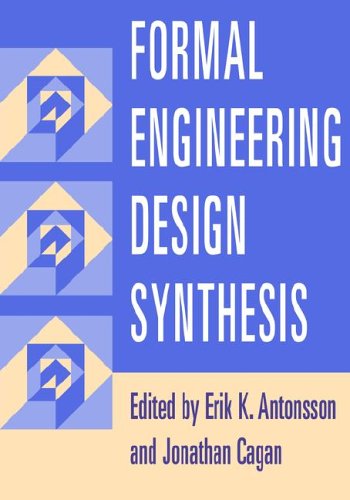 FORMAL
ENGINEERING
DESIGN
SYNTHESIS
Edited by Erik K. Antonsson
and Jonathan Cagan